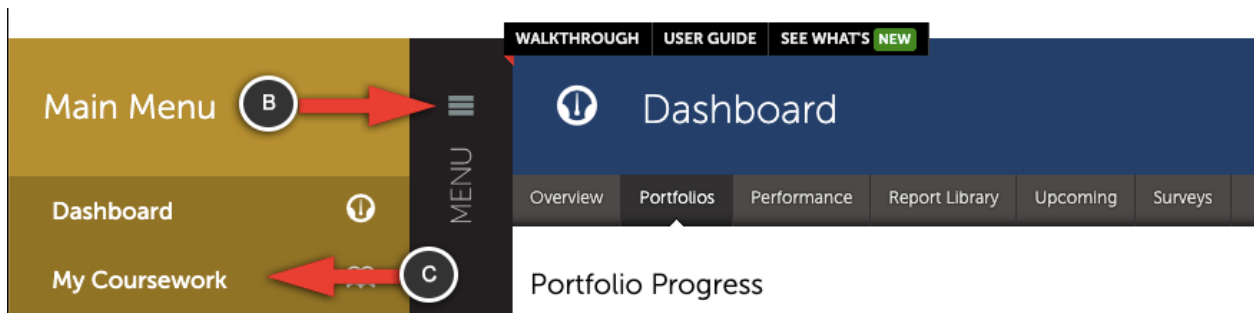 WALKTHROUGH USER GUIDE SEE WHAT'S NEW
Main Menu B
MENU
Dashboard
Overview Portfolios Performance Report Library Upcoming Surveys
Dashboard
My Coursework C
Portfolio Progress